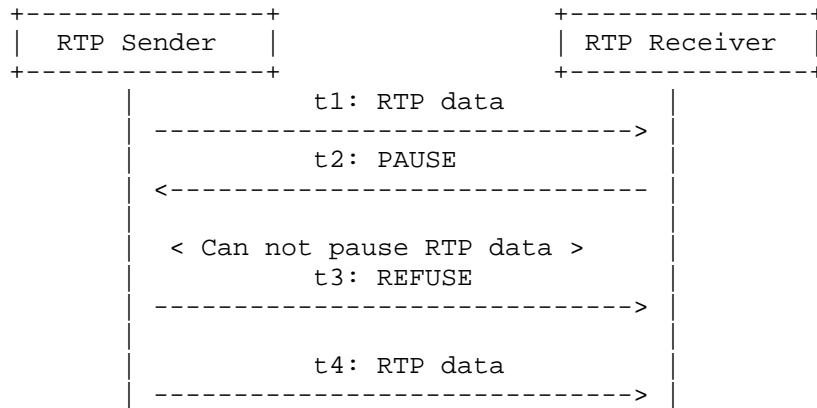 RTP Sender RTP Receiver
t1: RTP data
t2: PAUSE
< Can not pause RTP data >
t3: REFUSE
t4: RTP data